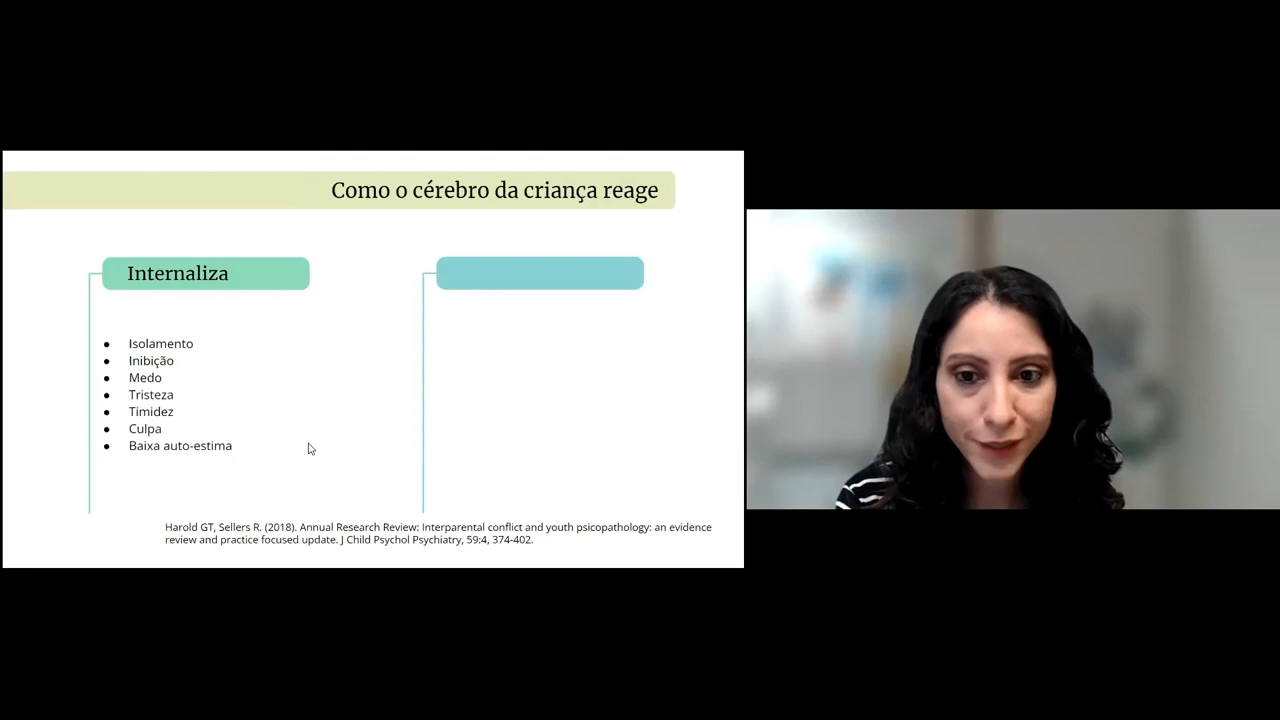 Como o cérebro da criança reage
Internaliza
● Isolamento
● Inibição
● Medo
● Tristeza
● Timidez
● Culpa
● Baixa auto-estima
Harold GT, Sellers R. (2018). Annual Research Review: Interparental conflict and youth psicopathology: an evidence
review and practice focused update. J Child Psychol Psychiatry, 59:4, 374-402.